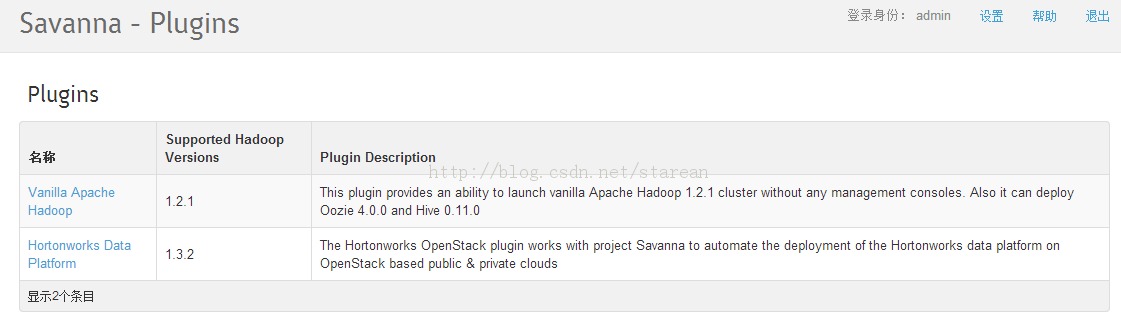 Savanna - Plugins
登录身份: admin 设置 帮助 退出
Plugins
名称
Supported Hadoop
Versions
Plugin Description
http://blog.csdn.net/starean
Vanilla Apache
Hadoop
1.2.1
This plugin provides an ability to launch vanilla Apache Hadoop 1.2.1 cluster without any management consoles. Also it can deploy
Oozie 4.0.0 and Hive 0.11.0
Hortonworks Data
Platform
1.3.2
The Hortonworks OpenStack plugin works with project Savanna to automate the deployment of the Hortonworks data platform on
OpenStack based public & private clouds
显示2个条目